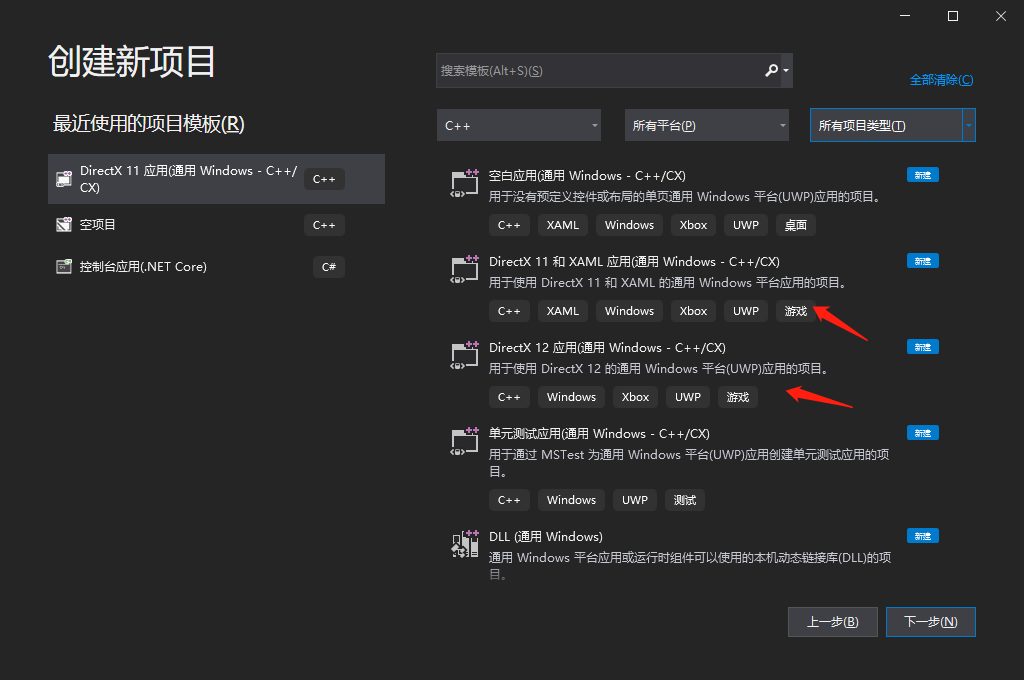 创建新项目
搜索模板(Alt+S)(S)
全部清除(C)
最近使用的项目模板(R)
C++
所有平台(P)
所有项目类型(T)
DirectX 11 应用(通用 Windows - C++/
CX)
C++
空项目
C++
控制台应用(.NET Core)
C#
空白应用(通用 Windows - C++/CX)
新建
用于没有预定义控件或布局的单页通用 Windows 平台(UWP)应用的项目。
C++ XAML Windows Xbox UWP 桌面
DirectX 11 和 XAML 应用(通用 Windows - C++/CX)
新建
用于使用 DirectX 11 和 XAML 的通用 Windows 平台应用的项目。
C++ XAML Windows Xbox UWP 游戏
DirectX 12 应用(通用 Windows - C++/CX)
新建
用于使用 DirectX 12 的通用 Windows 平台(UWP)应用的项目。
C++ Windows Xbox UWP 游戏
单元测试应用(通用 Windows - C++/CX)
新建
用于通过 MSTest 为通用 Windows 平台(UWP)应用创建单元测试应用的项
目。
C++ Windows UWP 测试
DLL (通用 Windows)
新建
通用 Windows 平台应用或运行时组件可以使用的本机动态链接库(DLL)的项
目。
上一步(B)
下一步(N)